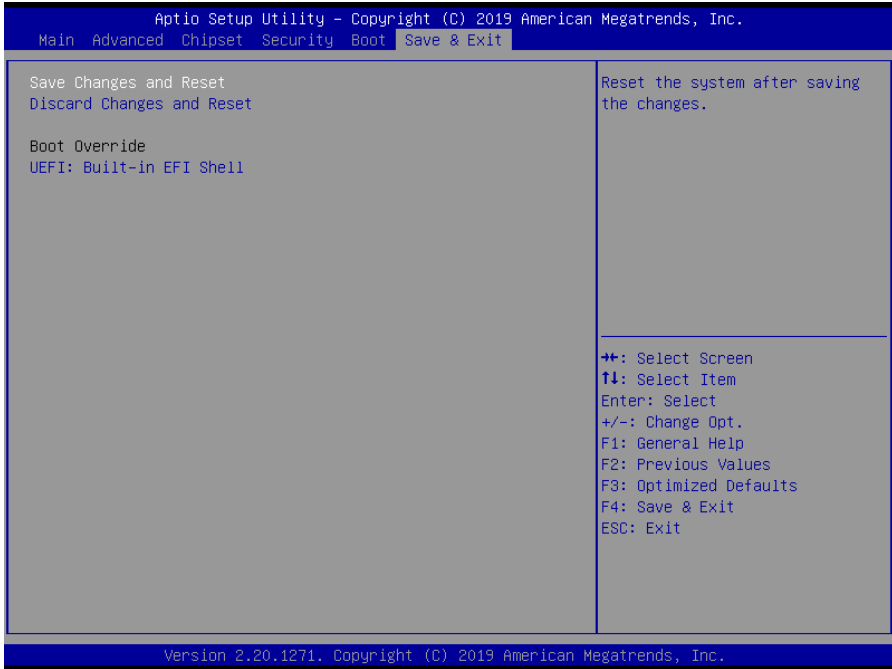 Aptio Setup Utility – Copyright (C) 2019 American Megatrends, Inc.
Main Advanced Chipset Security Boot Save & Exit
Save Changes and Reset
Discard Changes and Reset
Boot Override
UEFI: Built-in EFI Shell
Reset the system after saving
the changes.
→←: Select Screen
↑↓: Select Item
Enter: Select
+/-: Change Opt.
F1: General Help
F2: Previous Values
F3: Optimized Defaults
F4: Save & Exit
ESC: Exit
Version 2.20.1271. Copyright (C) 2019 American Megatrends, Inc.